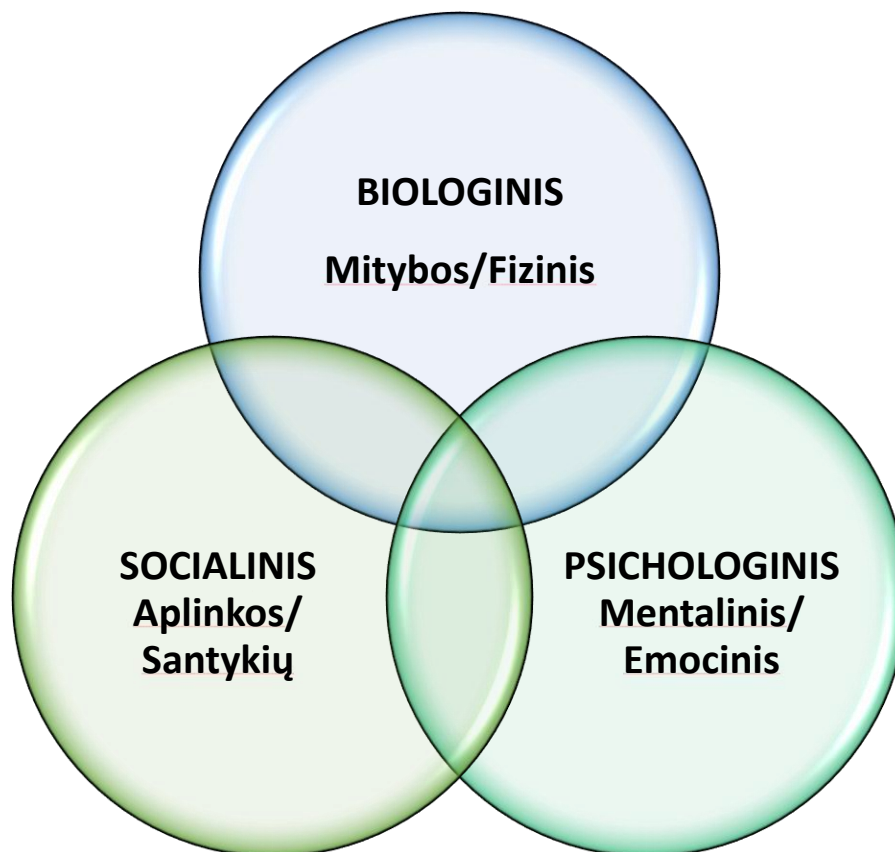 BIOLOGINIS
Mitybos/Fizinis
SOCIALINIS
Aplinkos/
Santykių
PSICHOLOGINIS
Mentalinis/
Emocinis